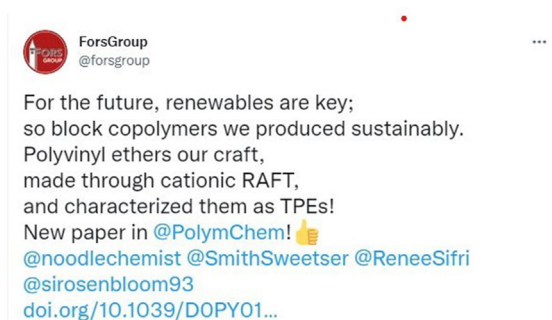 FORS
GROUP
ForsGroup
@forsgroup
For the future, renewables are key;
so block copolymers we produced sustainably.
Polyvinyl ethers our craft,
made through cationic RAFT,
and characterized them as TPEs!
New paper in @PolymChem!👍
@noodlechemist @SmithSweetser @ReneeSifri
@sirosenbloom93
doi.org/10.1039/D0PY01...